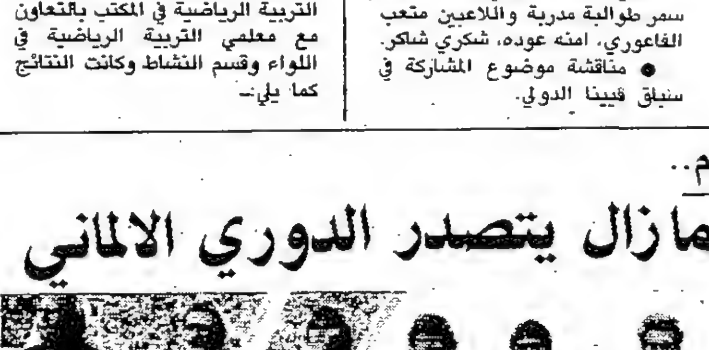 سمر طوالبة مدربة واللاعبين متعب
الفاعوري، امنه عوده، شكري شاكر.
● مناقشة موضوع المشاركة في
سباق فيينا الدولي.
التربية الرياضية في المكتب بالتعاون
مع معلمي التربية الرياضية في
اللواء وقسم النشاط وكانت النتائج
كما يلي:ـ
م..
مازال يتصدر الدوري الالماني